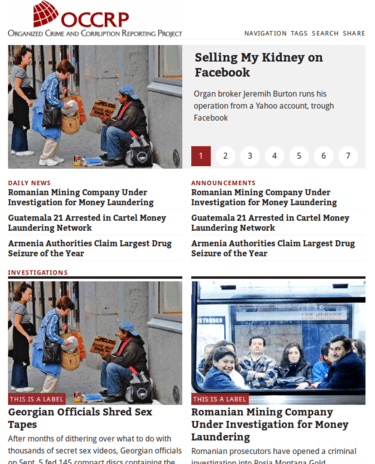 OCCRP
ORGANIZED CRIME AND CORRUPTION REPORTING PROJECT
NAVIGATION TAGS SEARCH SHARE
Selling My Kidney on
Facebook
Organ broker Jeremih Burton runs his
operation from a Yahoo account, trough
Facebook
1 2 3 4 5 6 7
DAILY NEWS
Romanian Mining Company Under
Investigation for Money Laundering
Guatemala 21 Arrested in Cartel Money
Laundering Network
Armenia Authorities Claim Largest Drug
Seizure of the Year
ANNOUNCEMENTS
Romanian Mining Company Under
Investigation for Money Laundering
Guatemala 21 Arrested in Cartel Money
Laundering Network
Armenia Authorities Claim Largest Drug
Seizure of the Year
INVESTIGATIONS
THIS IS A LABEL
Georgian Officials Shred Sex
Tapes
After months of dithering over what to do with
thousands of secret sex videos, Georgian officials
on Sept. 5 fed 145 compact discs containing the
THIS IS A LABEL
Romanian Mining Company
Under Investigation for Money
Laundering
Romanian prosecutors have opened a criminal
investigation into Rosia Montana Gold